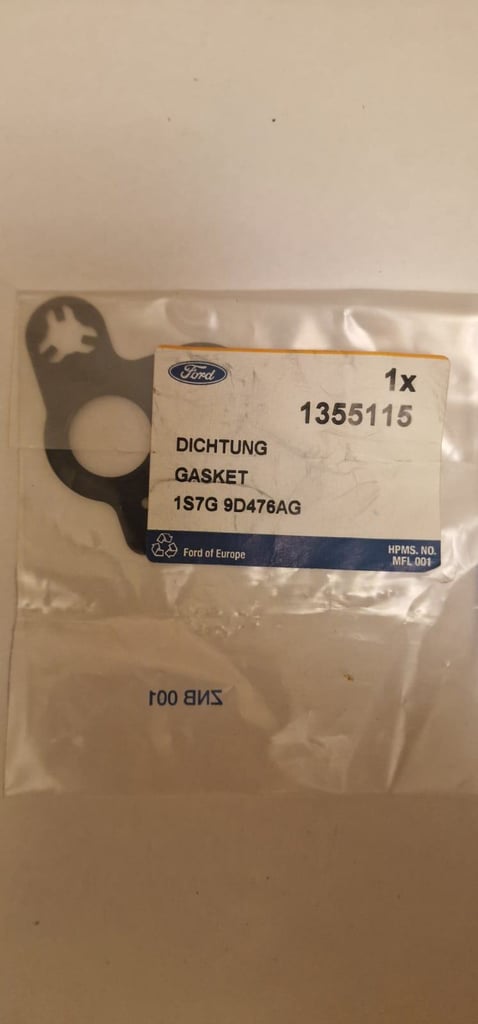 Ford
1x
1355115
DICHTUNG
GASKET
1S7G 9D476AG
Ford of Europe
HPMS. NO.
MFL 001
ZNB 001